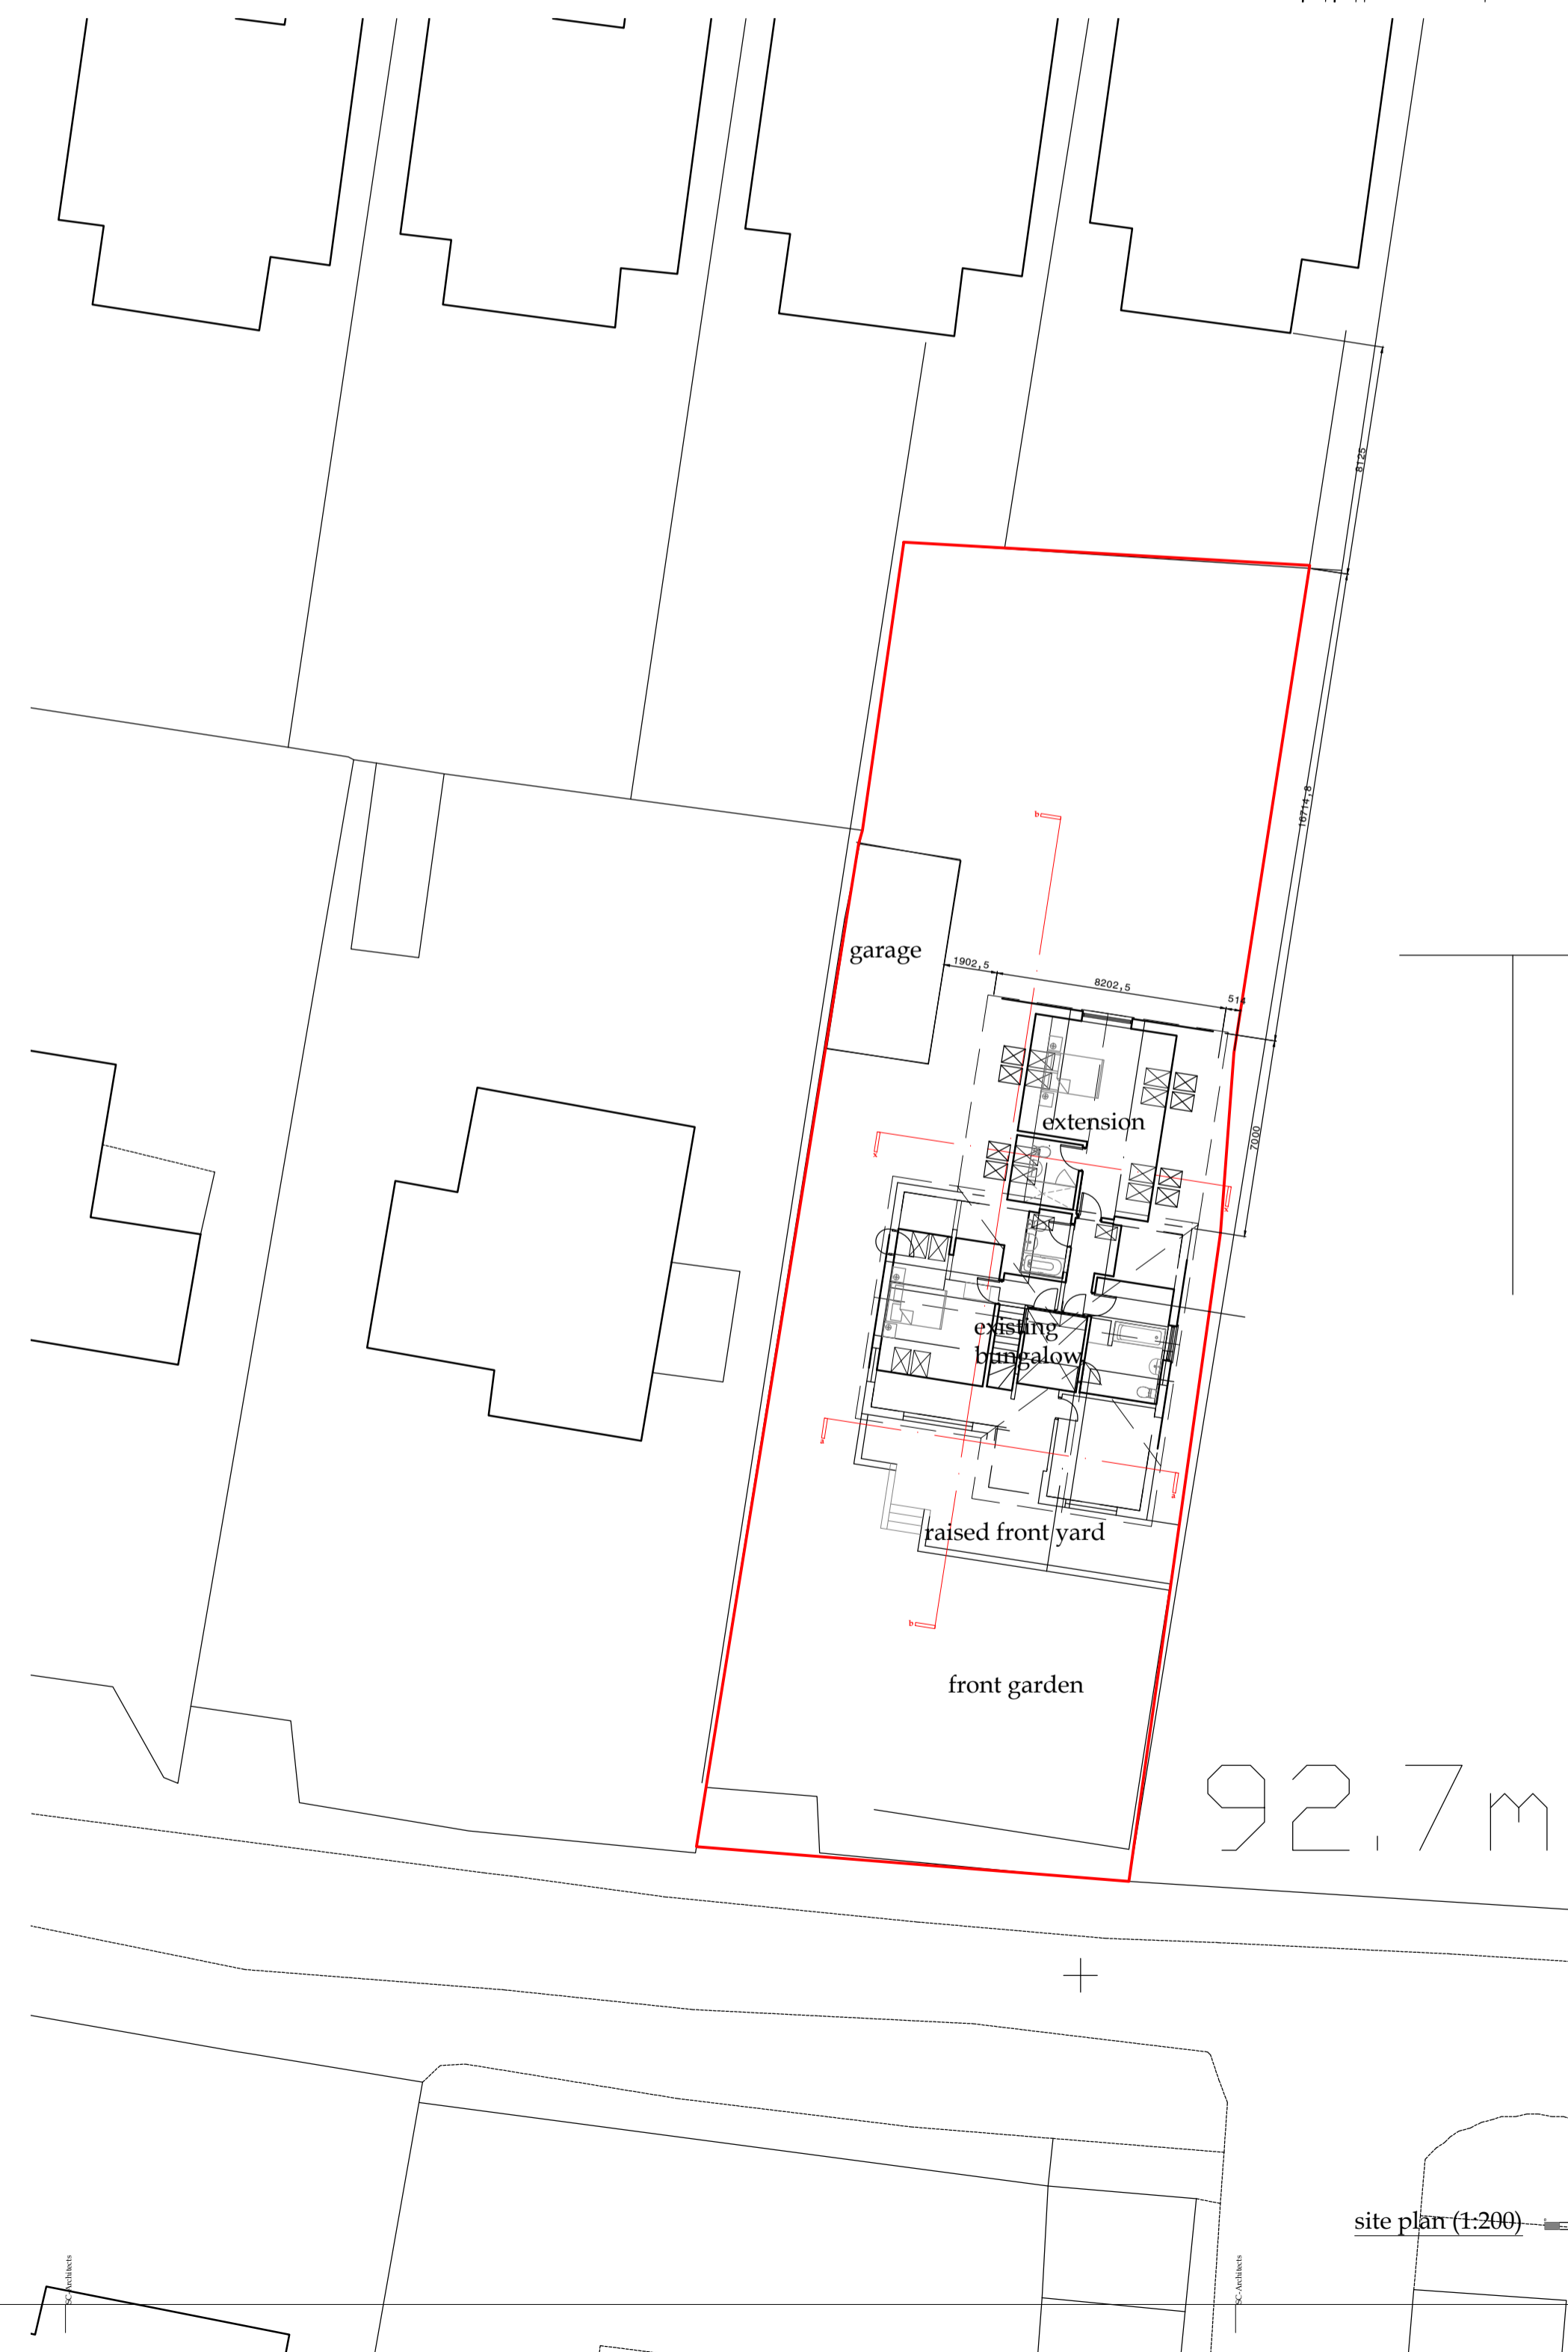 8125
16714,8
b
garage
1902,5
8202,5
514
extension
7000
existing
bungalow
raised front yard
b
front garden
92.7m
site plan (1:200)
SC-Architects
SC-Architects